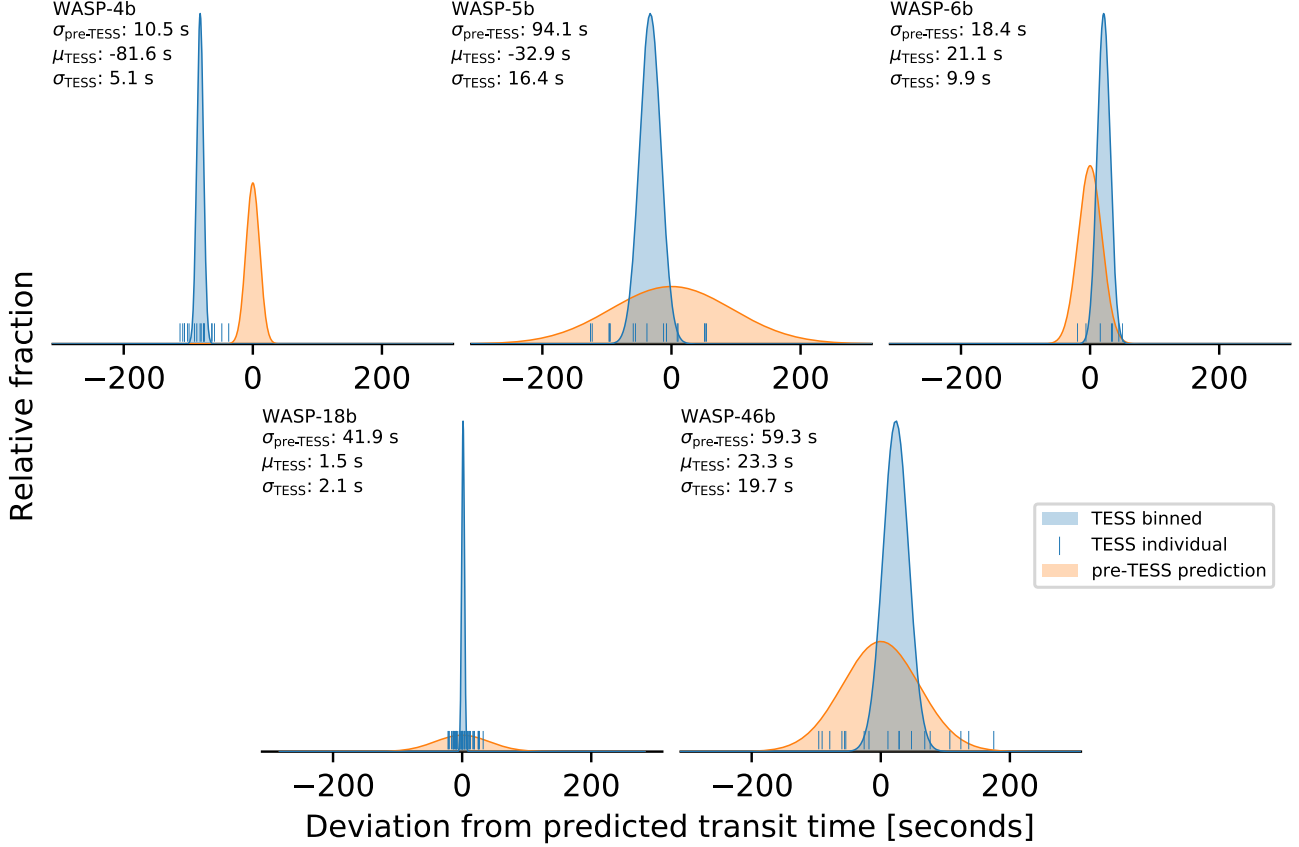 WASP-4b
σpre-TESS: 10.5 s
μTESS: -81.6 s
σTESS: 5.1 s
WASP-5b
σpre-TESS: 94.1 s
μTESS: -32.9 s
σTESS: 16.4 s
WASP-6b
σpre-TESS: 18.4 s
μTESS: 21.1 s
σTESS: 9.9 s
−200 0 200
−200 0 200
−200 0 200
Relative fraction
WASP-18b
σpre-TESS: 41.9 s
μTESS: 1.5 s
σTESS: 2.1 s
WASP-46b
σpre-TESS: 59.3 s
μTESS: 23.3 s
σTESS: 19.7 s
TESS binned
TESS individual
pre-TESS prediction
−200 0 200
−200 0 200
Deviation from predicted transit time [seconds]